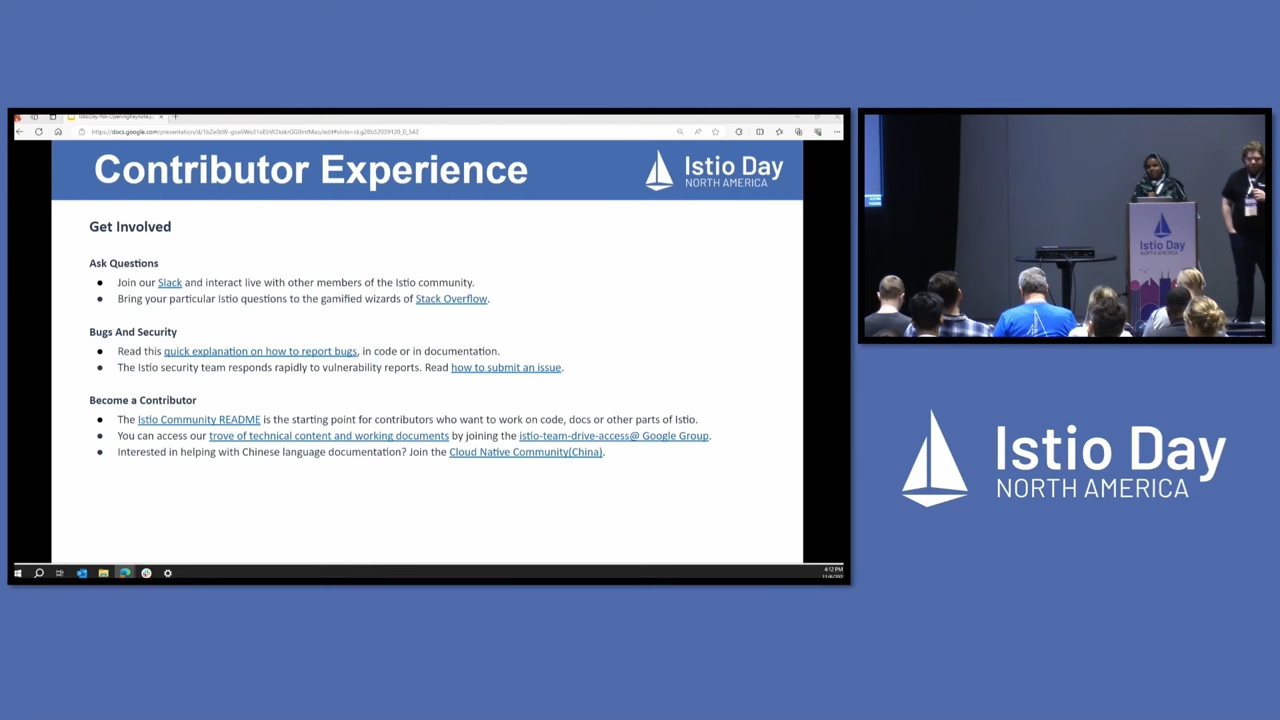 Contributor Experience
Istio Day
NORTH AMERICA
Get Involved
Ask Questions
● Join our Slack and interact live with other members of the Istio community.
● Bring your particular Istio questions to the gamified wizards of Stack Overflow.
Bugs And Security
● Read this quick explanation on how to report bugs, in code or in documentation.
● The Istio security team responds rapidly to vulnerability reports. Read how to submit an issue.
Become a Contributor
● The Istio Community README is the starting point for contributors who want to work on code, docs or other parts of Istio.
● You can access our trove of technical content and working documents by joining the istio-team-drive-access@ Google Group.
● Interested in helping with Chinese language documentation? Join the Cloud Native Community(China).
4:12 PM
Istio Day
NORTH AMERICA
Istio Day
NORTH AMERICA